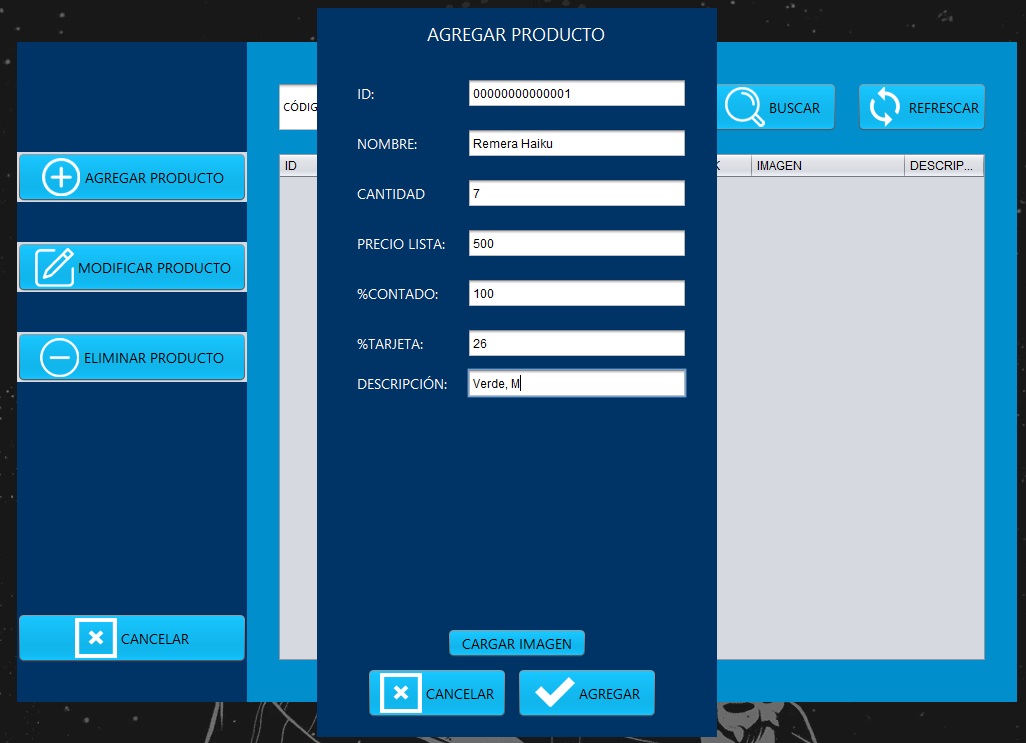 AGREGAR PRODUCTO
ID: 00000000000001
NOMBRE: Remera Haiku
CANTIDAD 7
PRECIO LISTA: 500
%CONTADO: 100
%TARJETA: 26
DESCRIPCIÓN: Verde, M
CARGAR IMAGEN
CANCELAR AGREGAR
AGREGAR PRODUCTO
MODIFICAR PRODUCTO
ELIMINAR PRODUCTO
CANCELAR
CÓDIG BUSCAR REFRESCAR
ID K IMAGEN DESCRIP...